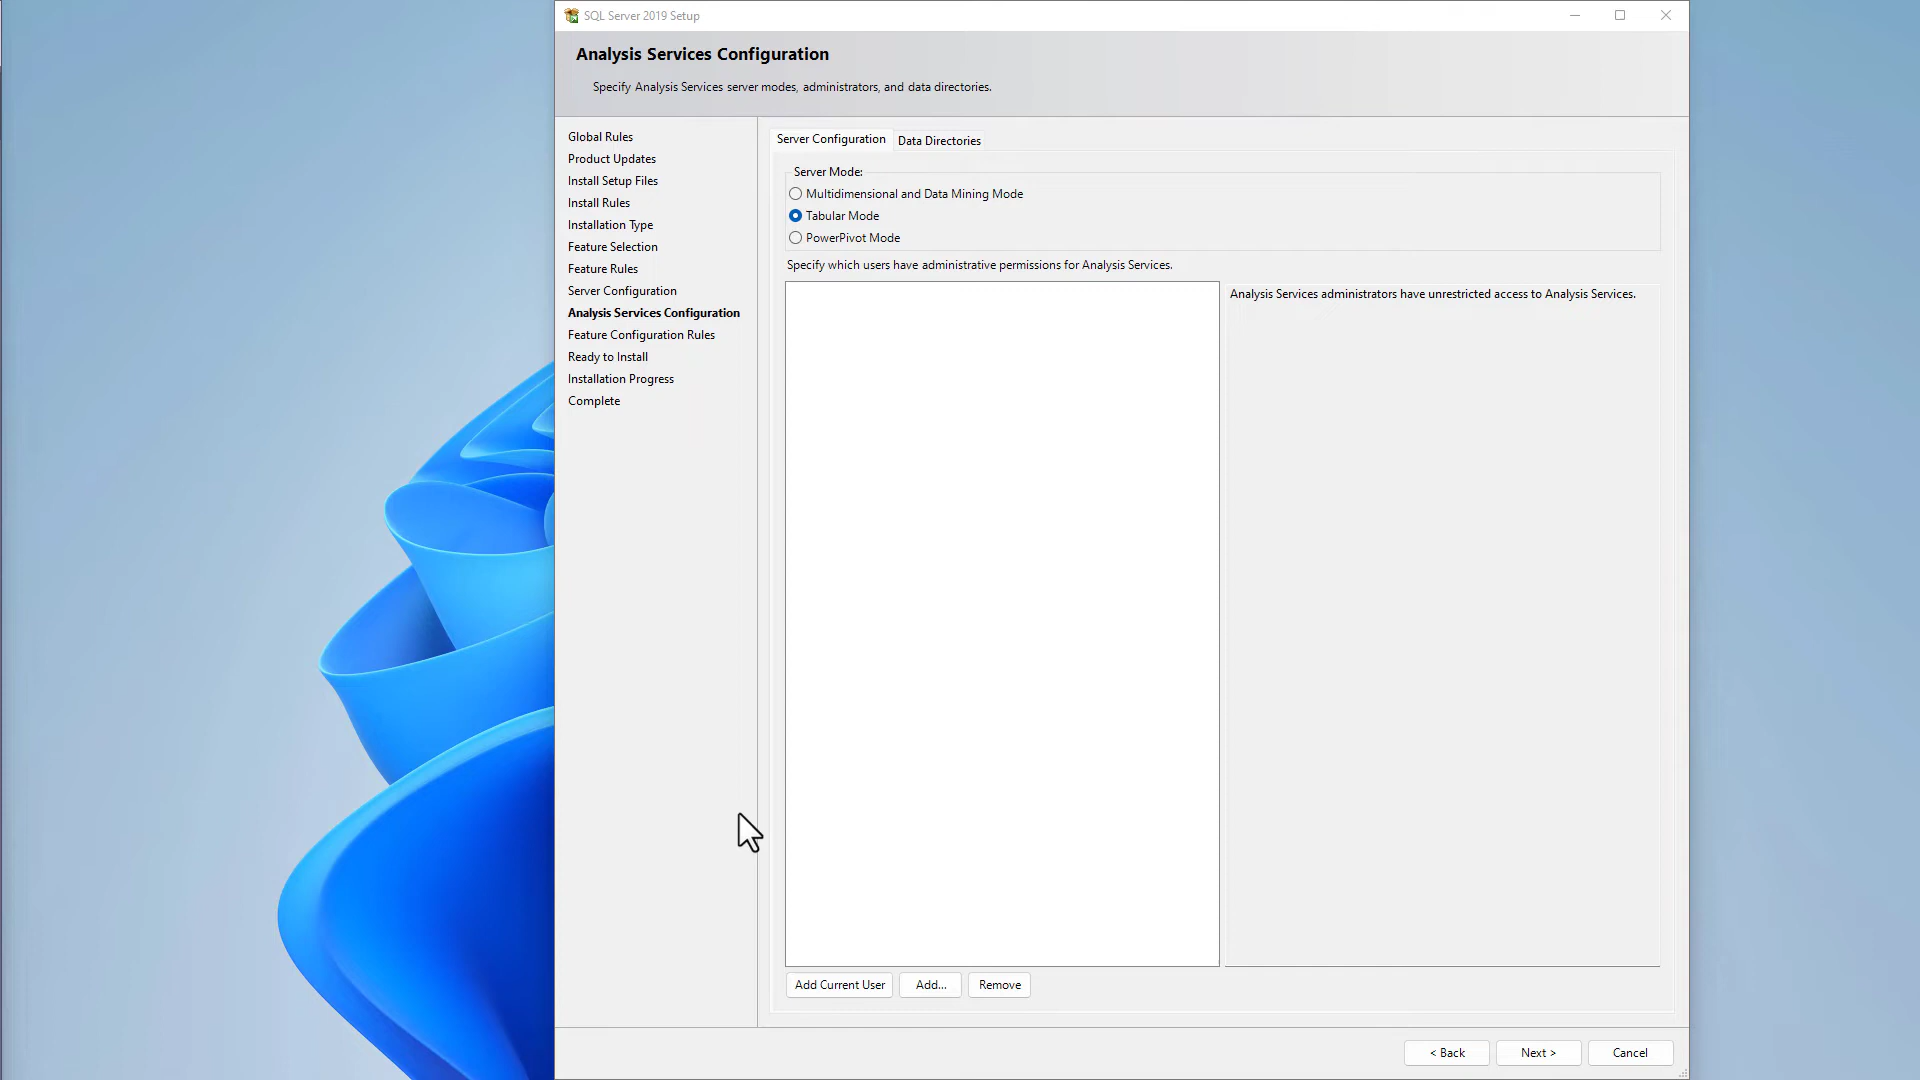 SQL Server 2019 Setup
Analysis Services Configuration
Specify Analysis Services server modes, administrators, and data directories.
Global Rules
Product Updates
Install Setup Files
Install Rules
Installation Type
Feature Selection
Feature Rules
Server Configuration
Analysis Services Configuration
Feature Configuration Rules
Ready to Install
Installation Progress
Complete
Server Configuration
Data Directories
Server Mode:
Multidimensional and Data Mining Mode
Tabular Mode
PowerPivot Mode
Specify which users have administrative permissions for Analysis Services.
Analysis Services administrators have unrestricted access to Analysis Services.
Add Current User
Add...
Remove
< Back
Next >
Cancel